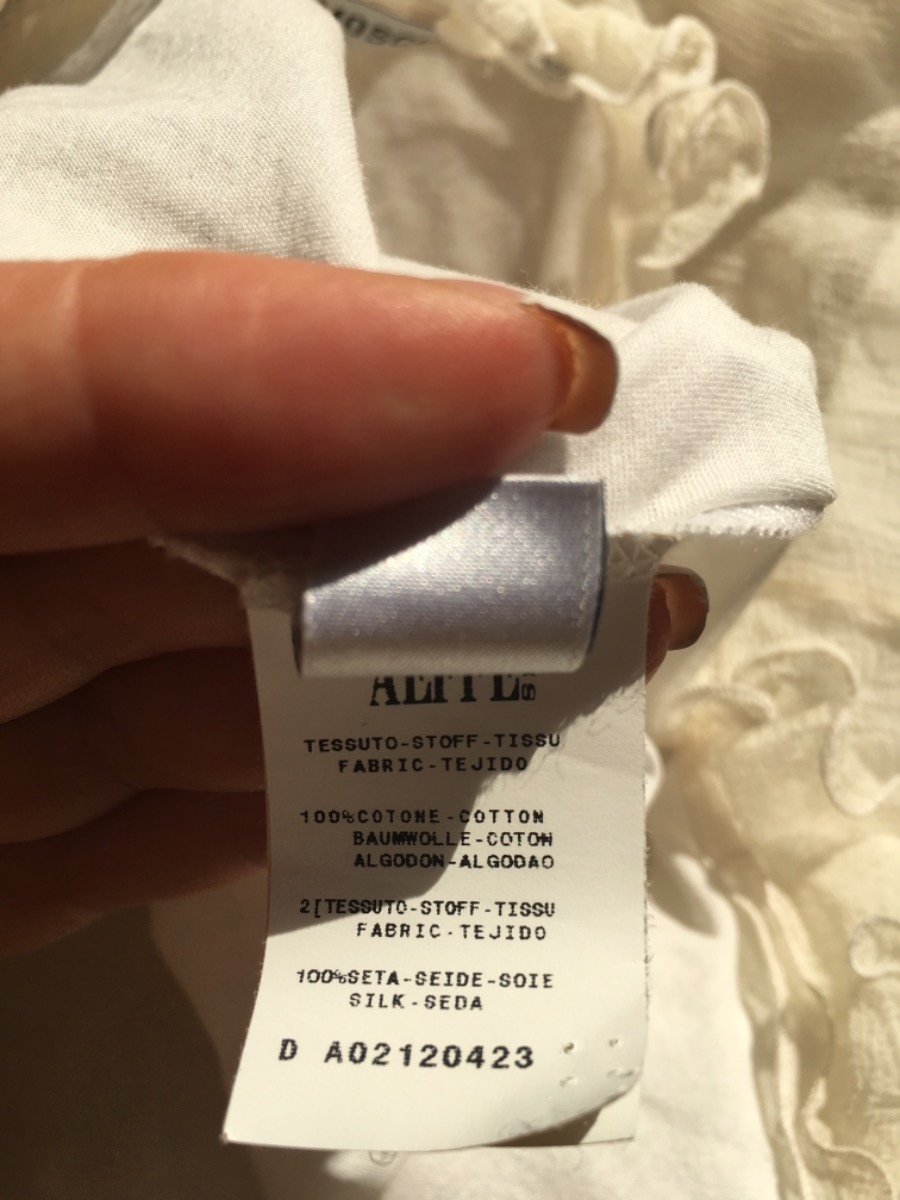 TESSUTO-STOFF-TISSU
FABRIC-TEJIDO
100%COTONE-COTTON
BAUMWOLLE-COTON
ALGODON-ALGODAO
2[TESSUTO-STOFF-TISSU
FABRIC-TEJIDO
100%SETA-SEIDE-SOIE
SILK-SEDA
D A02120423